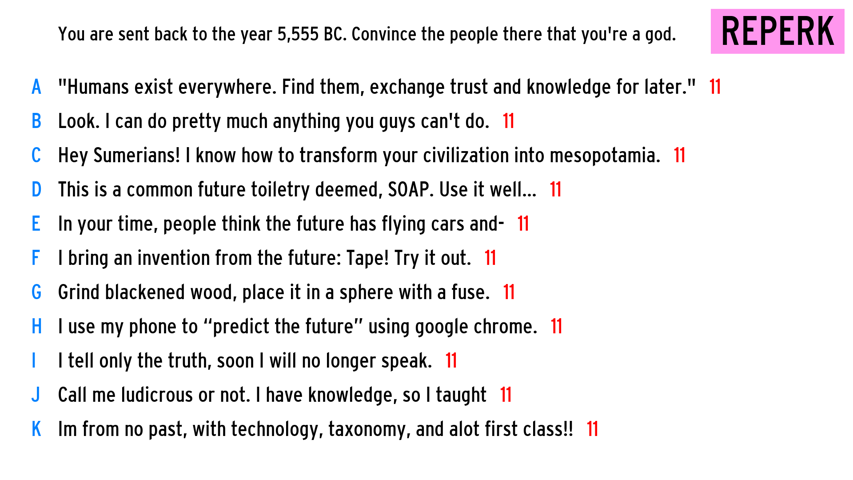 You are sent back to the year 5,555 BC. Convince the people there that you're a god.
REPERK
A "Humans exist everywhere. Find them, exchange trust and knowledge for later." 11
B Look. I can do pretty much anything you guys can't do. 11
C Hey Sumerians! I know how to transform your civilization into mesopotamia. 11
D This is a common future toiletry deemed, SOAP. Use it well... 11
E In your time, people think the future has flying cars and- 11
F I bring an invention from the future: Tape! Try it out. 11
G Grind blackened wood, place it in a sphere with a fuse. 11
H I use my phone to “predict the future” using google chrome. 11
I I tell only the truth, soon I will no longer speak. 11
J Call me ludicrous or not. I have knowledge, so I taught 11
K Im from no past, with technology, taxonomy, and alot first class!! 11